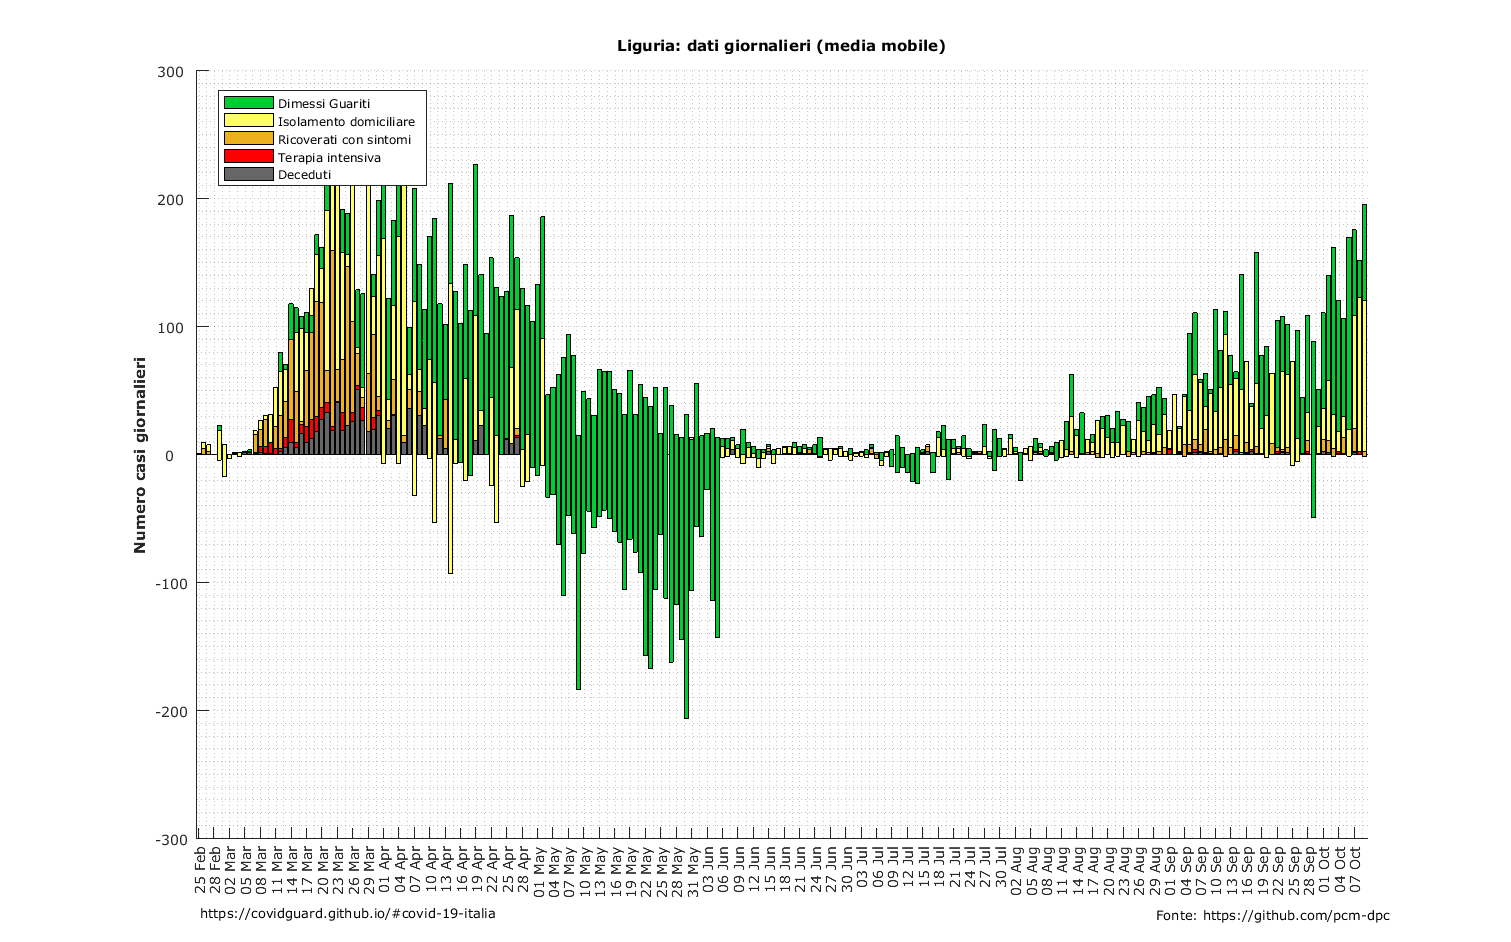 Liguria: dati giornalieri (media mobile)
300
200
100
0
-100
-200
-300
Numero casi giornalieri
Dimessi Guariti
Isolamento domiciliare
Ricoverati con sintomi
Terapia intensiva
Deceduti
25 Feb
28 Feb
02 Mar
05 Mar
08 Mar
11 Mar
14 Mar
17 Mar
20 Mar
23 Mar
26 Mar
29 Mar
01 Apr
04 Apr
07 Apr
10 Apr
13 Apr
16 Apr
19 Apr
22 Apr
25 Apr
28 Apr
01 May
04 May
07 May
10 May
13 May
16 May
19 May
22 May
25 May
28 May
31 May
03 Jun
06 Jun
09 Jun
12 Jun
15 Jun
18 Jun
21 Jun
24 Jun
27 Jun
30 Jun
03 Jul
06 Jul
09 Jul
12 Jul
15 Jul
18 Jul
21 Jul
24 Jul
27 Jul
30 Jul
02 Aug
05 Aug
08 Aug
11 Aug
14 Aug
17 Aug
20 Aug
23 Aug
26 Aug
29 Aug
01 Sep
04 Sep
07 Sep
10 Sep
13 Sep
16 Sep
19 Sep
22 Sep
25 Sep
28 Sep
01 Oct
04 Oct
07 Oct
https://covidguard.github.io/#covid-19-italia
Fonte: https://github.com/pcm-dpc